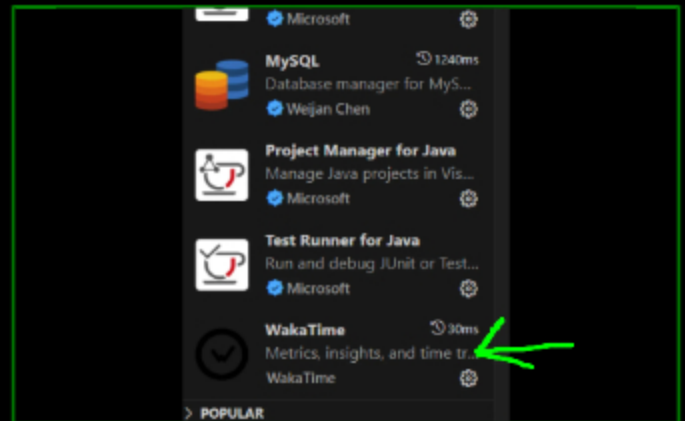 Microsoft
MySQL 1240ms
Database manager for MyS...
Weijan Chen
Project Manager for Java
Manage Java projects in Vis...
Microsoft
Test Runner for Java
Run and debug JUnit or Test...
Microsoft
WakaTime 30ms
Metrics, insights, and time tr...
WakaTime
POPULAR